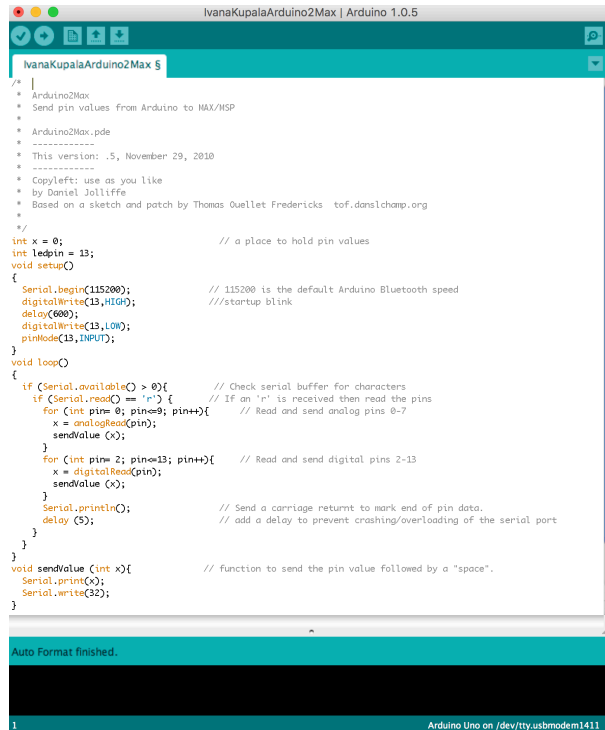 IvanaKupalaArduino2Max | Arduino 1.0.5
IvanaKupalaArduino2Max §
/*
 *  Arduino2Max
 *  Send pin values from Arduino to MAX/MSP
 *
 *  Arduino2Max.pde
 *  ------------
 *  This version: .5, November 29, 2010
 *  ------------
 *  Copyleft: use as you like
 *  by Daniel Jolliffe
 *  Based on a sketch and patch by Thomas Ouellet Fredericks  tof.danslchamp.org
 *
 */
int x = 0;                              // a place to hold pin values
int ledpin = 13;
void setup()
{
  Serial.begin(115200);               // 115200 is the default Arduino Bluetooth speed
  digitalWrite(13,HIGH);              ///startup blink
  delay(600);
  digitalWrite(13,LOW);
  pinMode(13,INPUT);
}
void loop()
{
  if (Serial.available() > 0){         // Check serial buffer for characters
    if (Serial.read() == 'r') {       // If an 'r' is received then read the pins
      for (int pin= 0; pin<=9; pin++){      // Read and send analog pins 0-7
        x = analogRead(pin);
        sendValue (x);
      }
      for (int pin= 2; pin<=13; pin++){     // Read and send digital pins 2-13
        x = digitalRead(pin);
        sendValue (x);
      }
      Serial.println();                 // Send a carriage returnt to mark end of pin data.
      delay (5);                        // add a delay to prevent crashing/overloading of the serial port
    }
  }
}
void sendValue (int x){              // function to send the pin value followed by a "space".
  Serial.print(x);
  Serial.write(32);
}
Auto Format finished.
1
Arduino Uno on /dev/tty.usbmodem1411